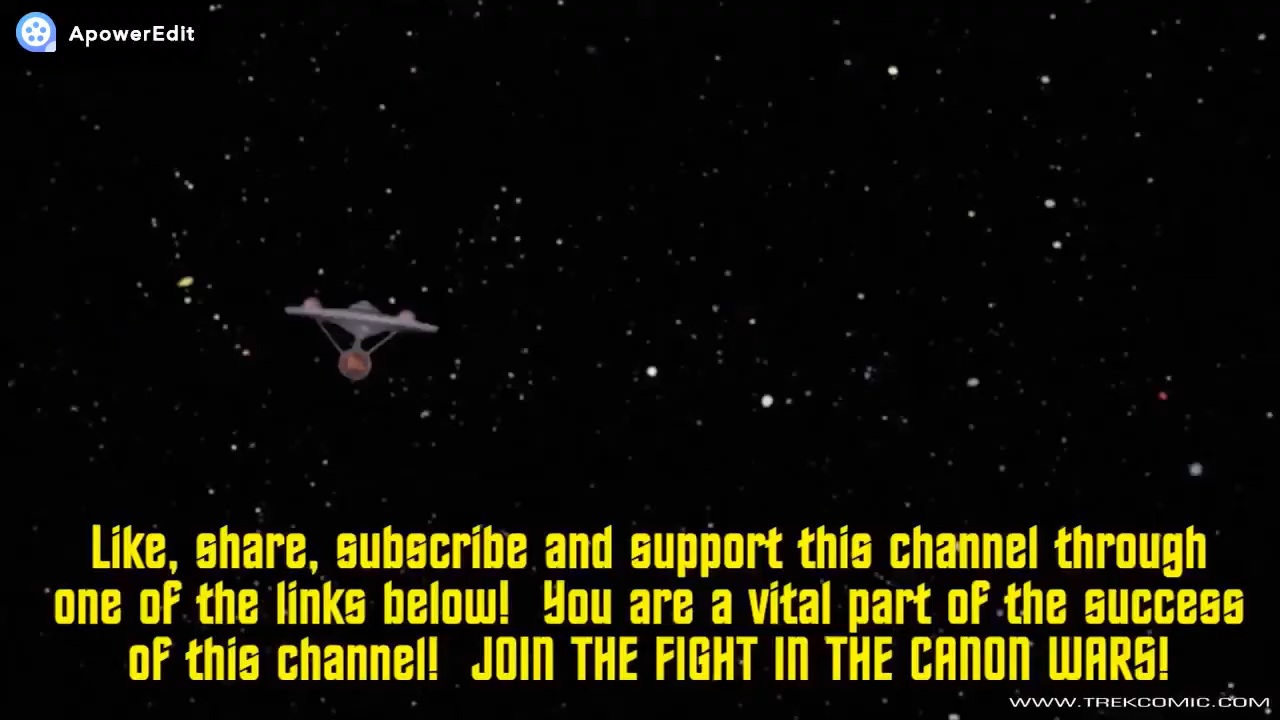 ApowerEdit
Like, share, subscribe and support this channel through
one of the links below!  You are a vital part of the success
of this channel!  JOIN THE FIGHT IN THE CANON WARS!
WWW.TREKCOMIC.COM